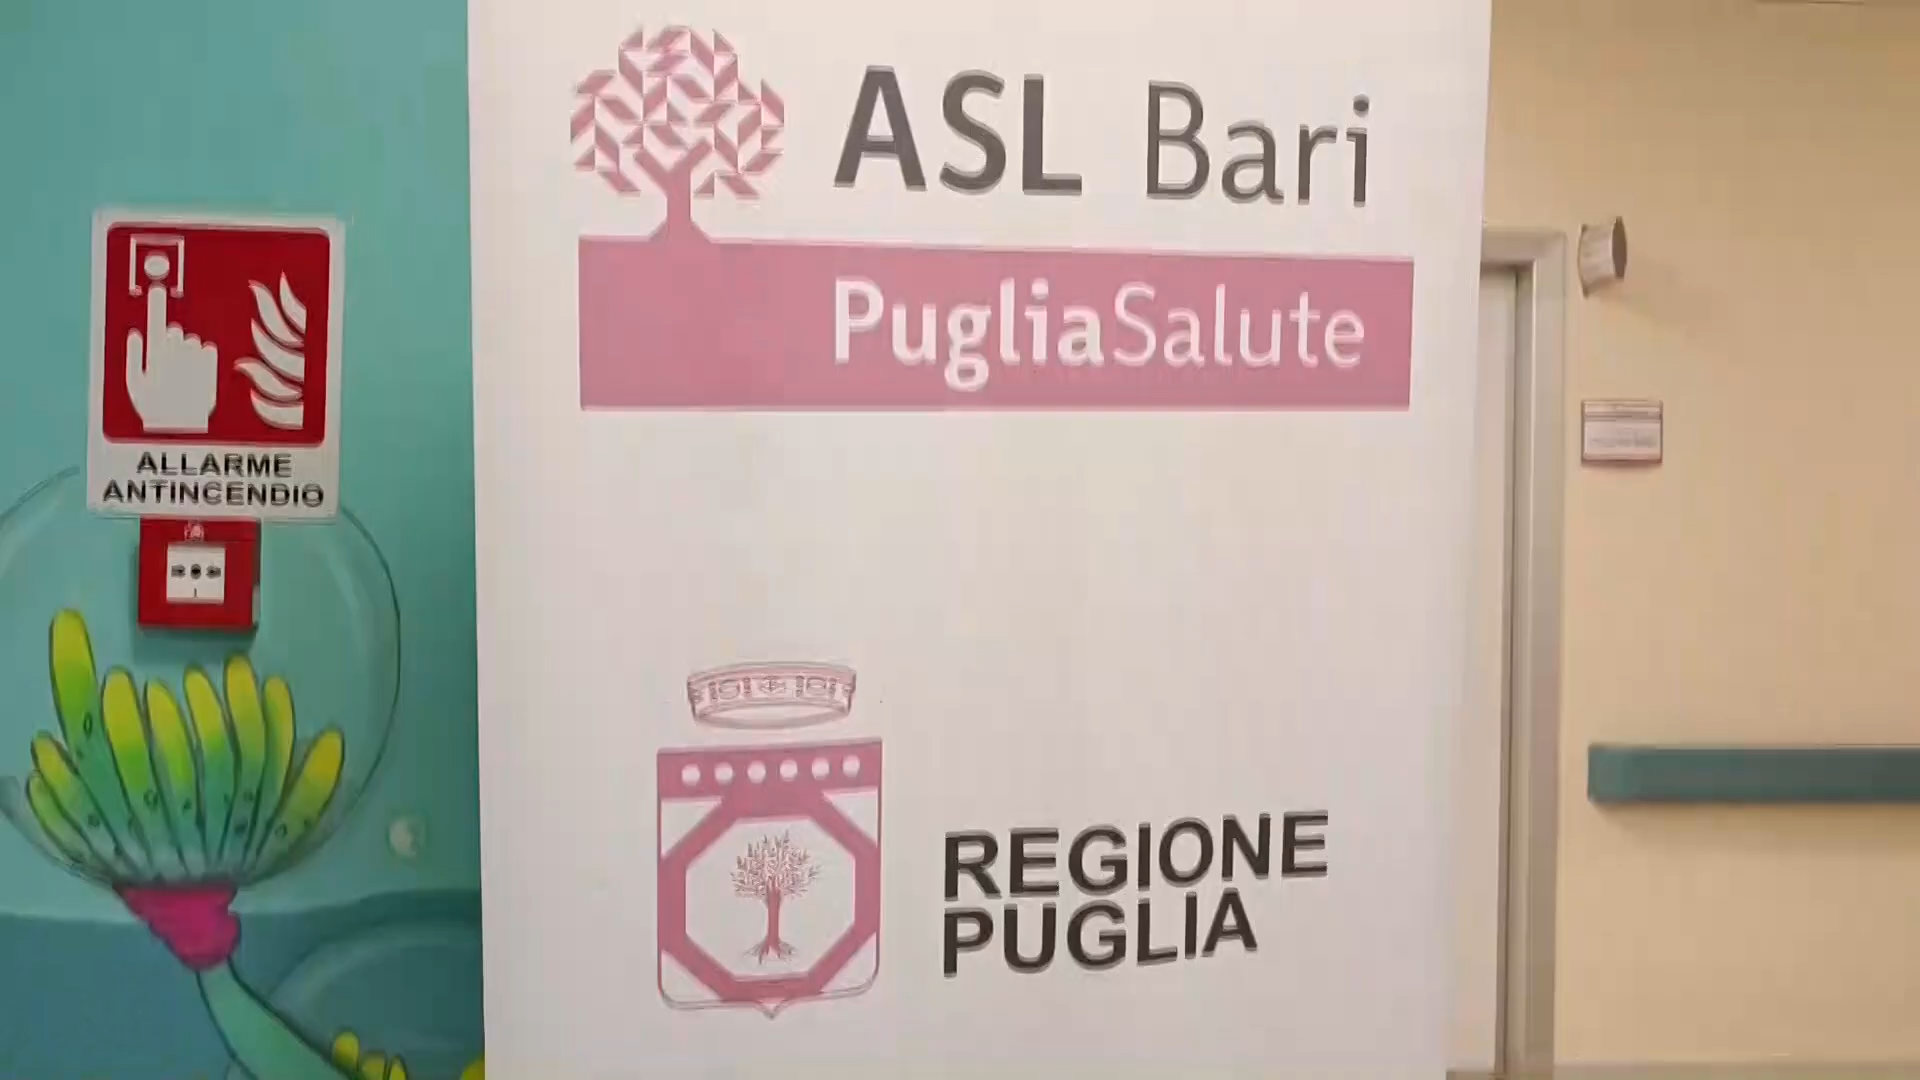 ASL Bari
PugliaSalute
ALLARME
ANTINCENDIO
REGIONE
PUGLIA